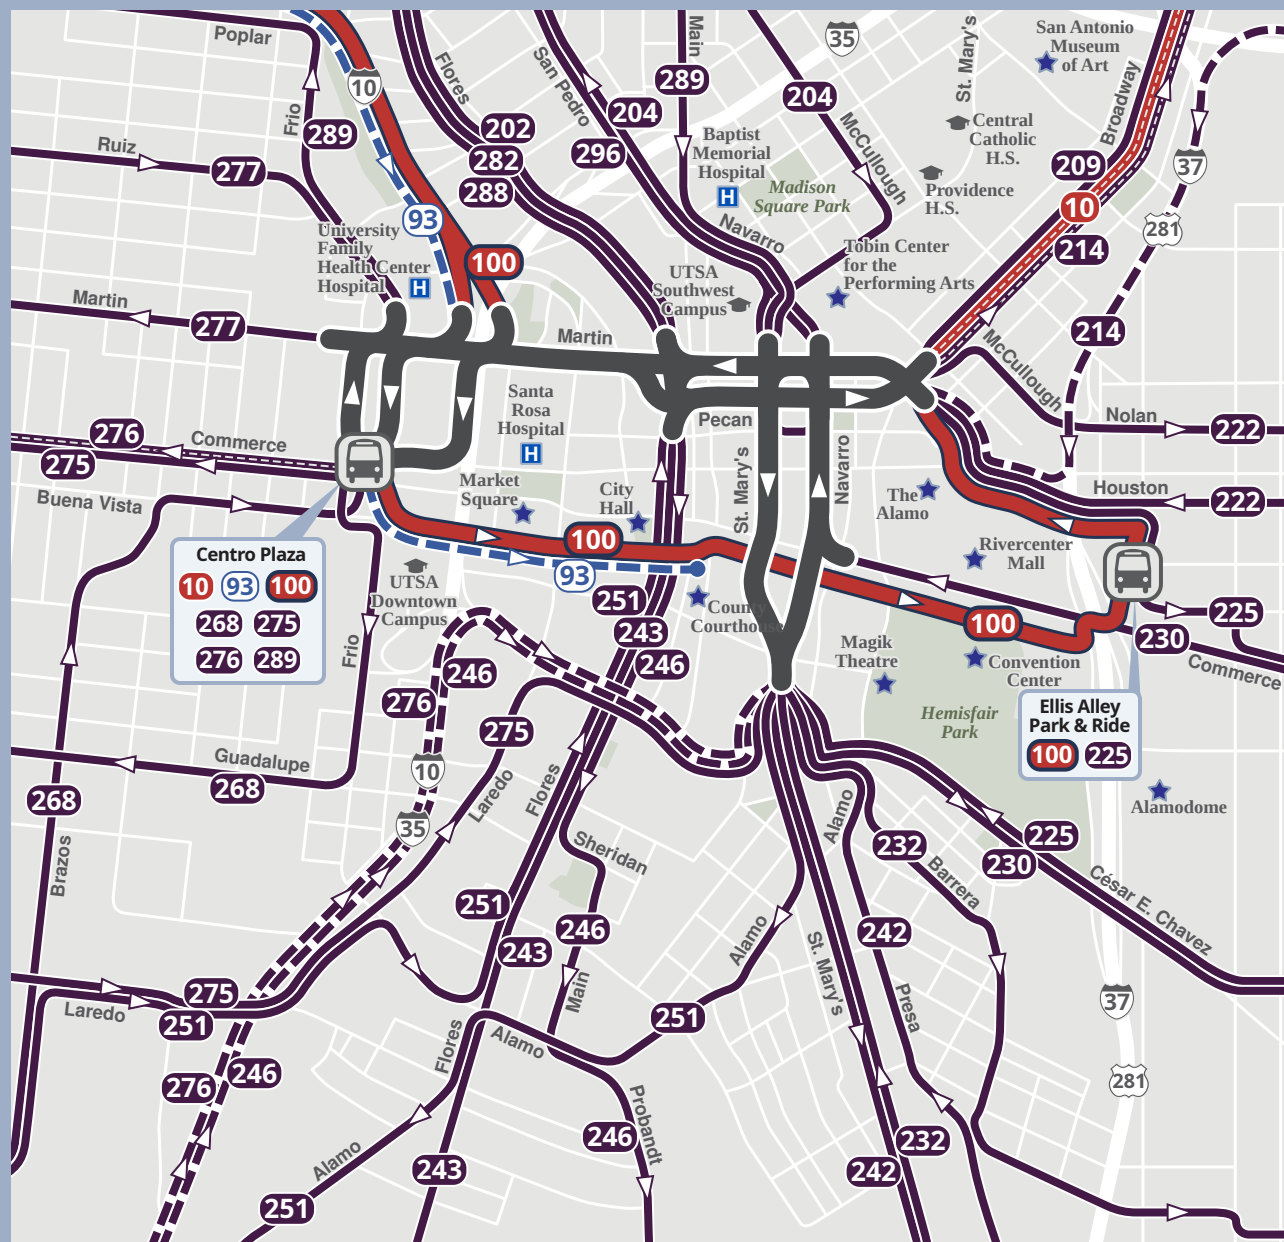 Poplar
10
Flores
San Pedro
Main
289
204
35
St. Mary's
San Antonio
Museum
of Art
Broadway
204
McCullough
Frio
289
202
282
288
204
296
Baptist
Memorial
Hospital
H
Central
Catholic
H.S.
209
37
Ruiz
277
93
Madison
Square Park
Providence
H.S.
10
214
281
University
Family
Health Center
Hospital
H
100
Navarro
UTSA
Southwest
Campus
Tobin Center
for the
Performing Arts
Martin
277
Martin
214
McCullough
Santa
Rosa
Hospital
H
Pecan
Nolan
222
276
Commerce
275
Buena Vista
Market
Square
City
Hall
St. Mary's
Navarro
The
Alamo
Houston
222
Centro Plaza
10 93 100
268 275
276 289
100
93
UTSA
Downtown
Campus
251
County
Courthouse
Rivercenter
Mall
100
225
230
Commerce
Frio
243
246
246
276
Magik
Theatre
Convention
Center
Hemisfair
Park
Ellis Alley
Park & Ride
100 225
275
Guadalupe
268
10
Laredo
Flores
268
35
Alamo
Alamodome
Brazos
Sheridan
232
225
230
Barrera
César E. Chavez
251
246
243
Alamo
St. Mary's
242
275
Laredo
251
Main
251
Presa
37
Flores
Alamo
276
246
281
Probandt
246
232
242
Alamo
243
251